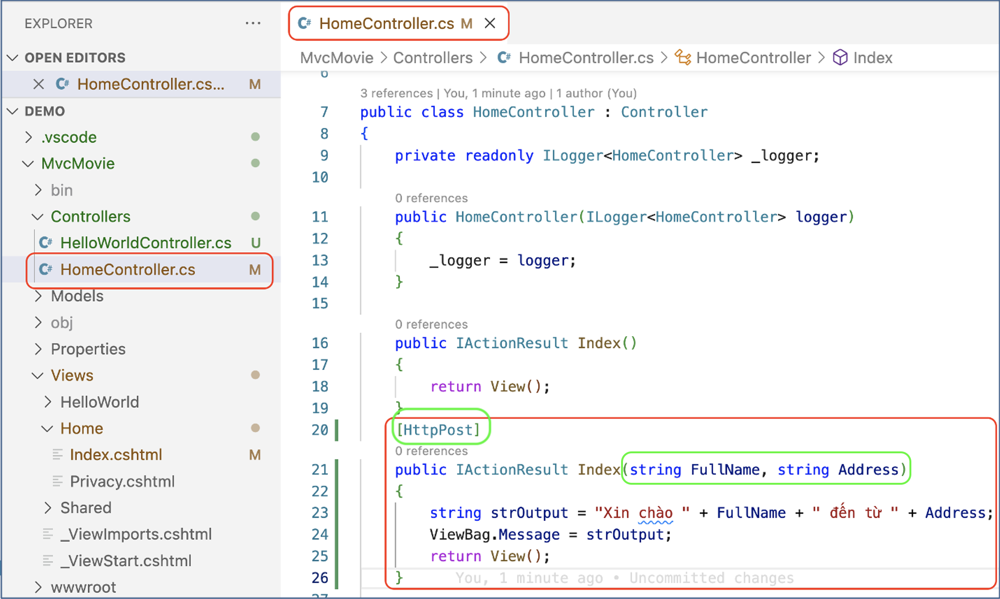 EXPLORER ...
OPEN EDITORS
HomeController.cs... M
DEMO
.vscode
MvcMovie
bin
Controllers
HelloWorldController.cs U
HomeController.cs M
Models
obj
Properties
Views
HelloWorld
Home
Index.cshtml M
Privacy.cshtml
Shared
_ViewImports.cshtml
_ViewStart.cshtml
wwwroot
HomeController.cs M
MvcMovie > Controllers > HomeController.cs > HomeController > Index
6
3 references | You, 1 minute ago | 1 author (You)
7 public class HomeController : Controller
8 {
9 private readonly ILogger<HomeController> _logger;
10
0 references
11 public HomeController(ILogger<HomeController> logger)
12 {
13 _logger = logger;
14 }
15
0 references
16 public IActionResult Index()
17 {
18 return View();
19 }
20 [HttpPost]
0 references
21 public IActionResult Index(string FullName, string Address)
22 {
23 string strOutput = "Xin chào " + FullName + " đến từ " + Address;
24 ViewBag.Message = strOutput;
25 return View();
26 } You, 1 minute ago • Uncommitted changes
27